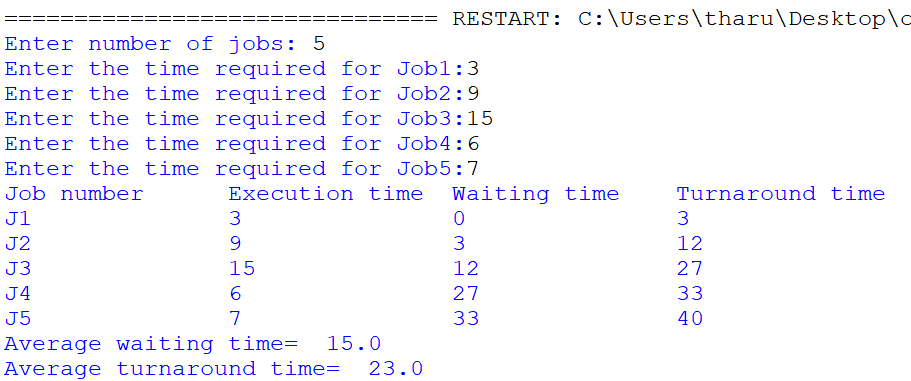 ================================ RESTART: C:\Users\tharu\Desktop\c
Enter number of jobs: 5
Enter the time required for Job1:3
Enter the time required for Job2:9
Enter the time required for Job3:15
Enter the time required for Job4:6
Enter the time required for Job5:7
Job number Execution time Waiting time Turnaround time
J1 3 0 3
J2 9 3 12
J3 15 12 27
J4 6 27 33
J5 7 33 40
Average waiting time= 15.0
Average turnaround time= 23.0